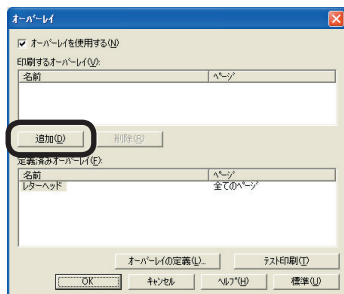 オーバーレイ
オーバーレイを使用する(N)
印刷するオーバーレイ(V):
名前 ページ
追加(D) 削除(R)
定義済みオーバーレイ(F):
名前 ページ
レターヘッド 全てのページ
オーバーレイの定義(L)... テスト印刷(T)
OK キャンセル ヘルプ(H) 標準(U)